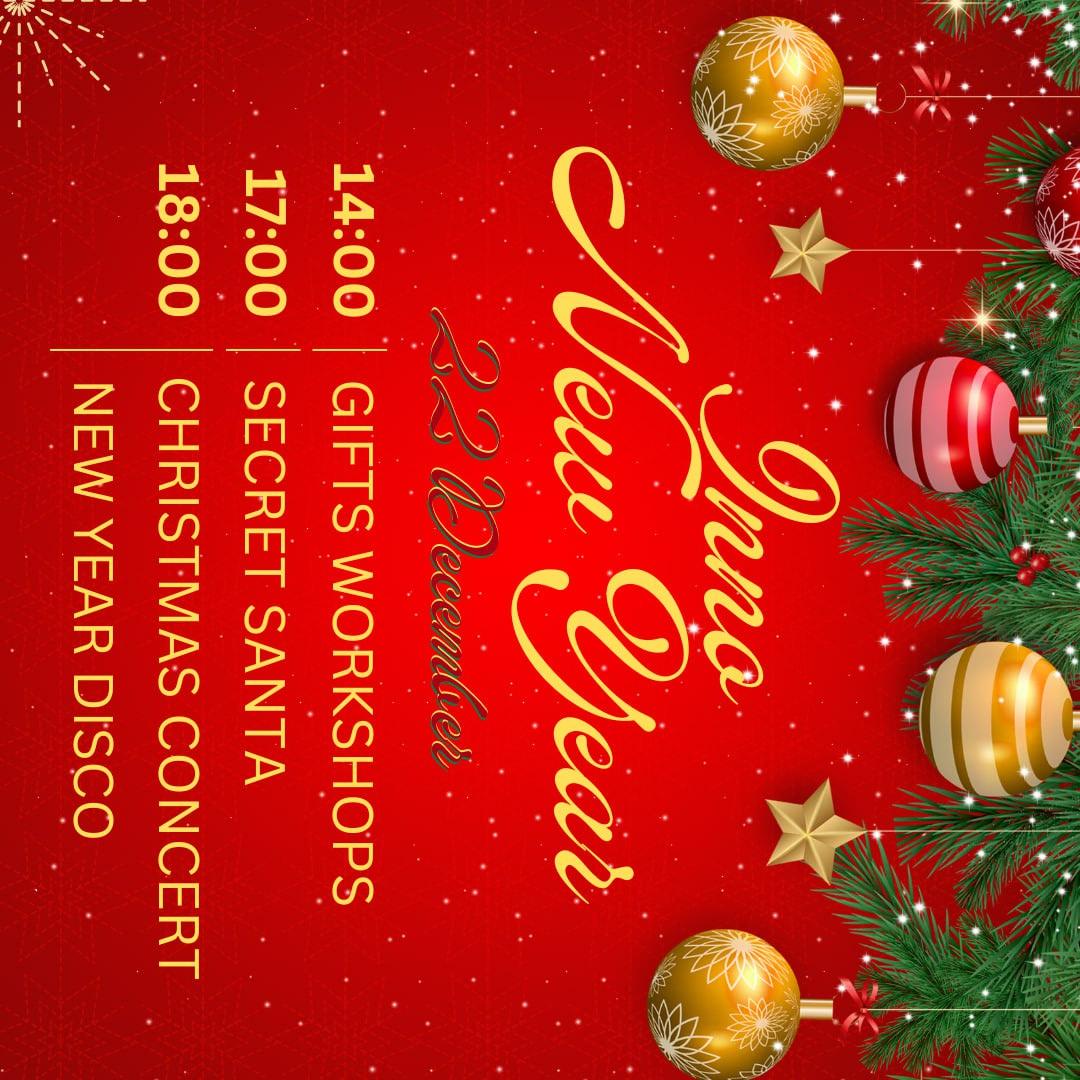 Inno
New Year
22 December
14:00 GIFTS WORKSHOPS
17:00 SECRET SANTA
18:00 CHRISTMAS CONCERT
NEW YEAR DISCO